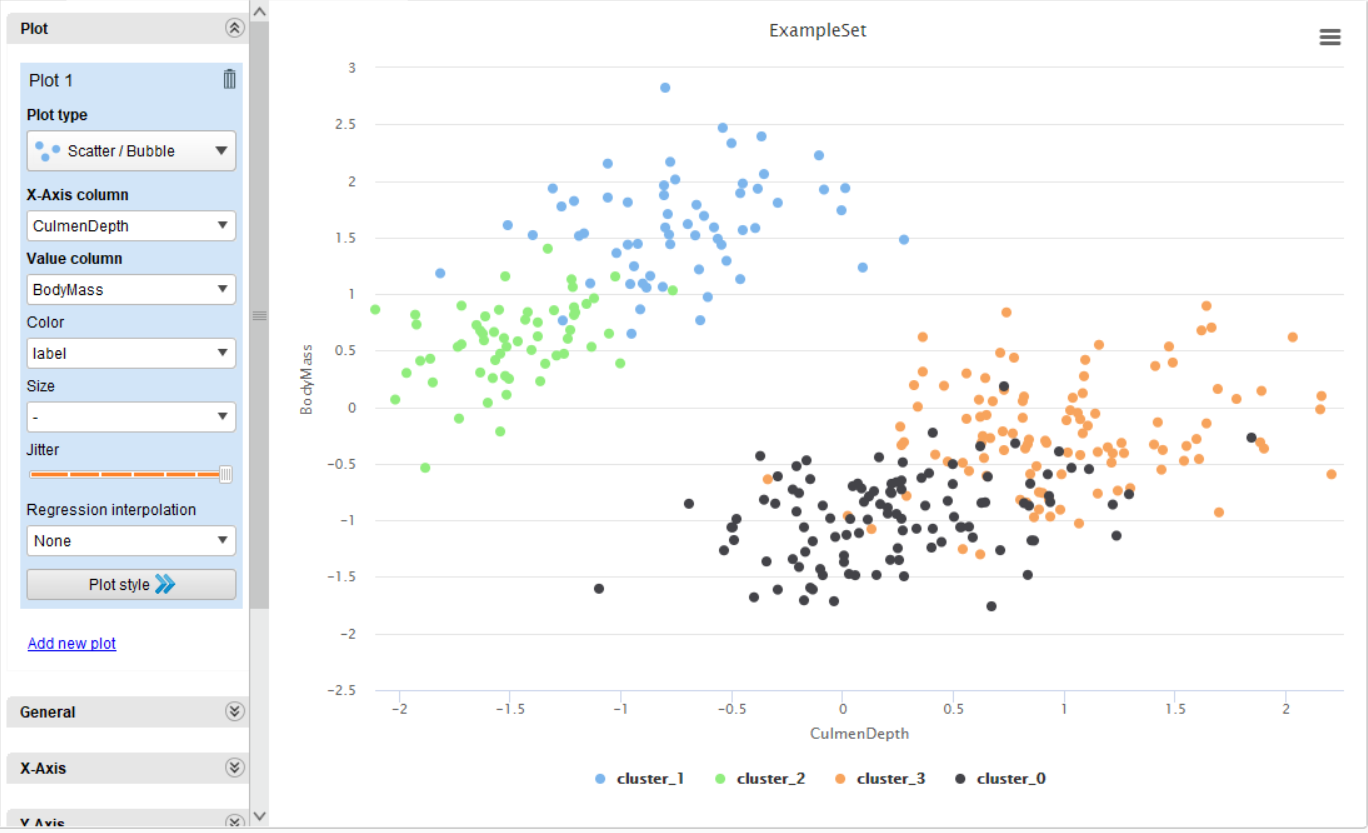 Plot
Plot 1
Plot type
Scatter / Bubble
X-Axis column
CulmenDepth
Value column
BodyMass
Color
label
Size
-
Jitter
Regression interpolation
None
Plot style
Add new plot
General
X-Axis
Y Axis
ExampleSet
3
2.5
2
1.5
1
0.5
0
−0.5
−1
−1.5
−2
−2.5
BodyMass
−2 −1.5 −1 −0.5 0 0.5 1 1.5 2
CulmenDepth
cluster_1 cluster_2 cluster_3 cluster_0